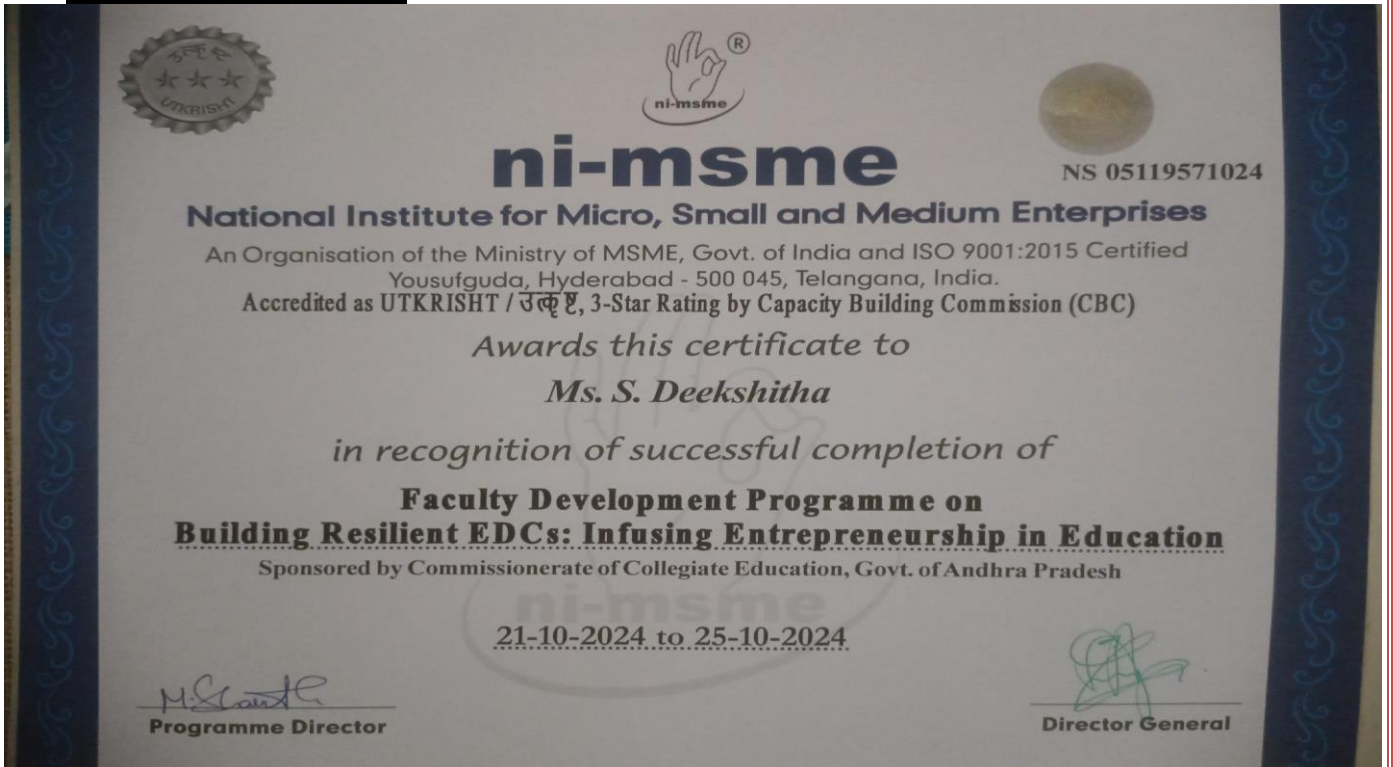 उत्कृष्ट
UTKRISHT
ni-msme
®
ni-msme
NS 05119571024
National Institute for Micro, Small and Medium Enterprises
An Organisation of the Ministry of MSME, Govt. of India and ISO 9001:2015 Certified
Yousufguda, Hyderabad - 500 045, Telangana, India.
Accredited as UTKRISHT / उत्कृष्ट, 3-Star Rating by Capacity Building Commission (CBC)
Awards this certificate to
Ms. S. Deekshitha
in recognition of successful completion of
Faculty Development Programme on
Building Resilient EDCs: Infusing Entrepreneurship in Education
Sponsored by Commissionerate of Collegiate Education, Govt. of Andhra Pradesh
ni-msme
21-10-2024 to 25-10-2024
Programme Director
Director General